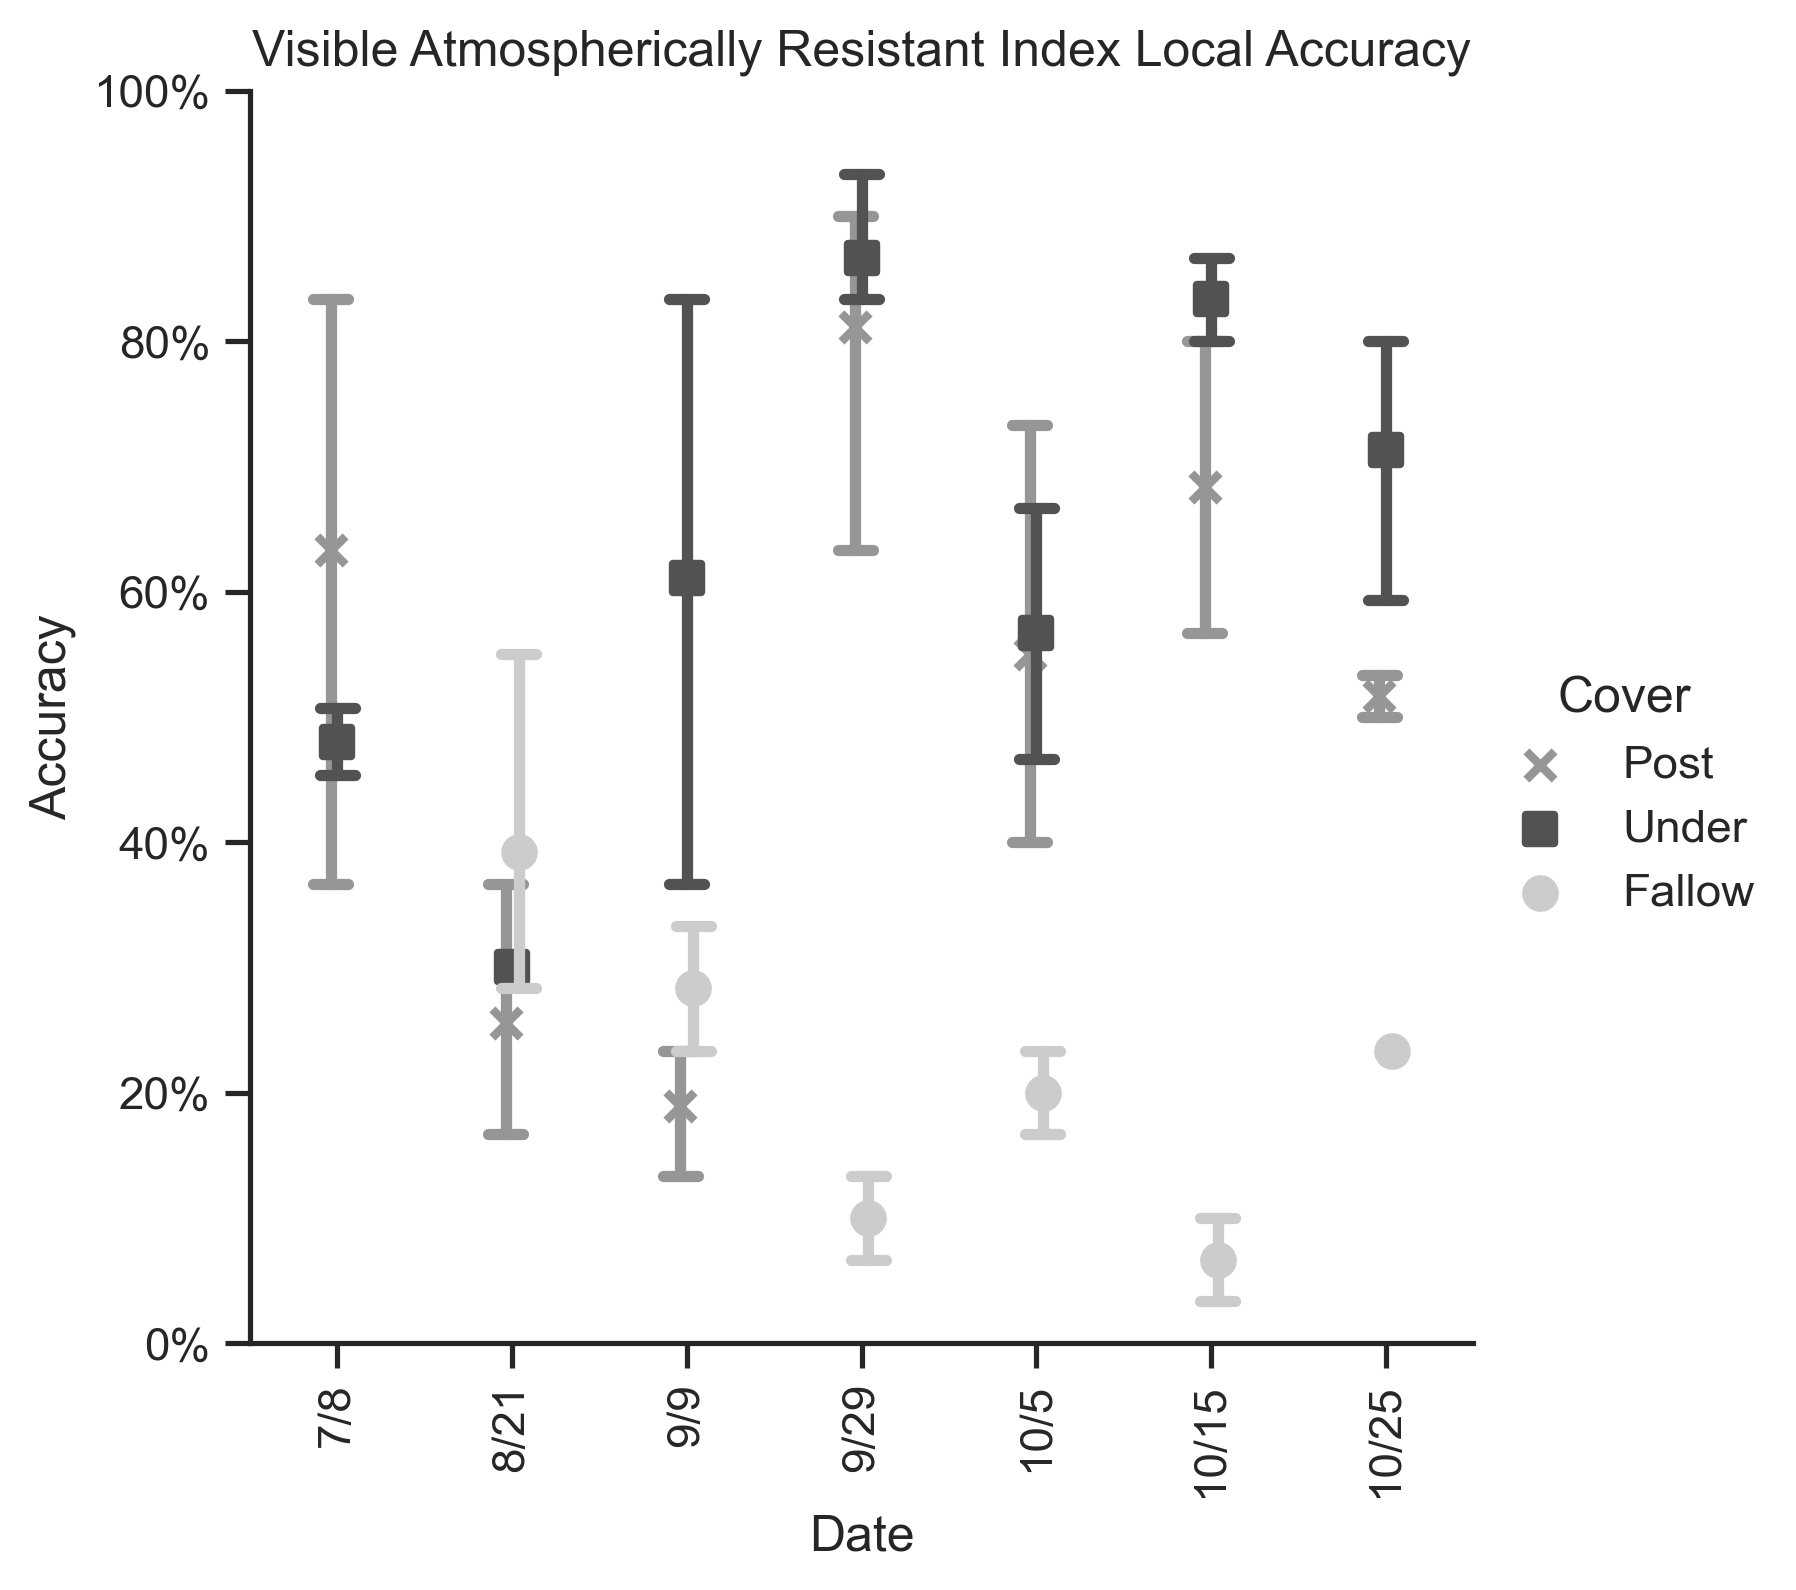 Visible Atmospherically Resistant Index Local Accuracy
100%
80%
60%
40%
20%
0%
Accuracy
7/8
8/21
9/9
9/29
10/5
10/15
10/25
Date
Cover
Post
Under
Fallow